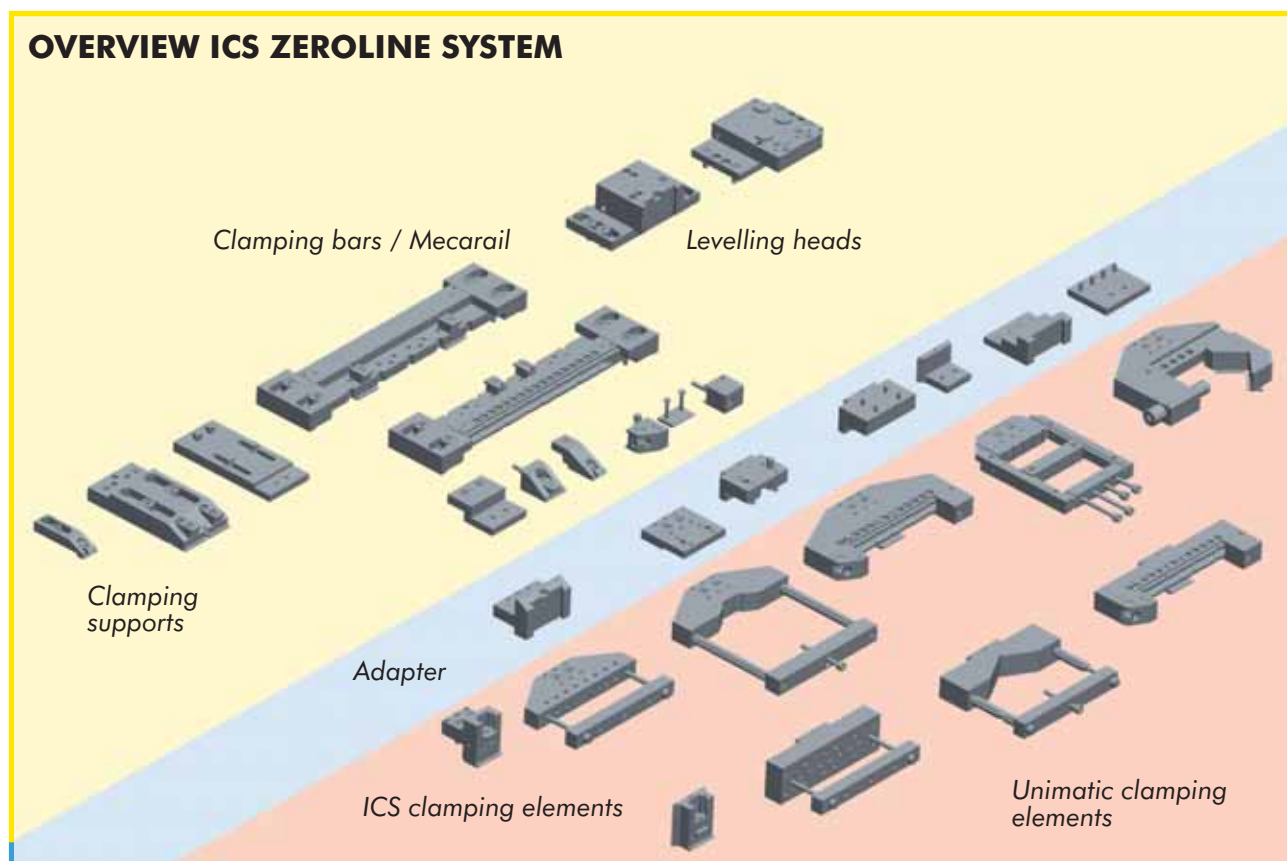 OVERVIEW ICS ZEROLINE SYSTEM
Clamping bars / Mecarail
Levelling heads
Clamping
supports
Adapter
ICS clamping elements
Unimatic clamping
elements